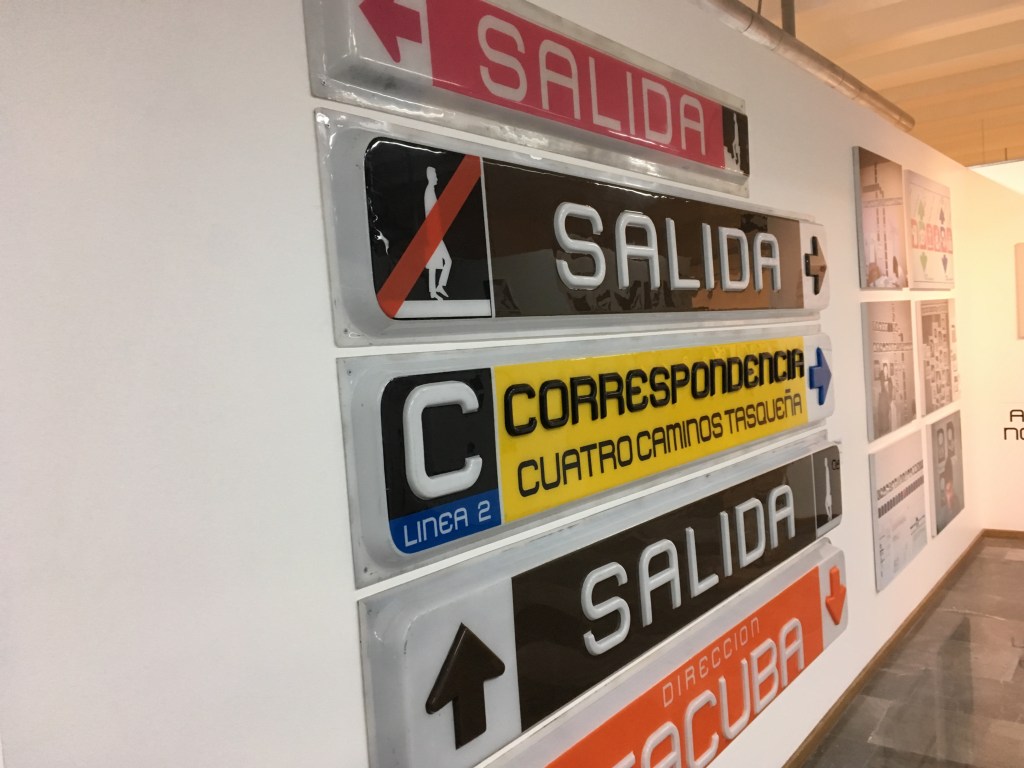 SALIDA
SALIDA
C
CORRESPONDENCIA
CUATRO CAMINOS TASQUEÑA
LINEA 2
SALIDA
DIRECCION
TACUBA